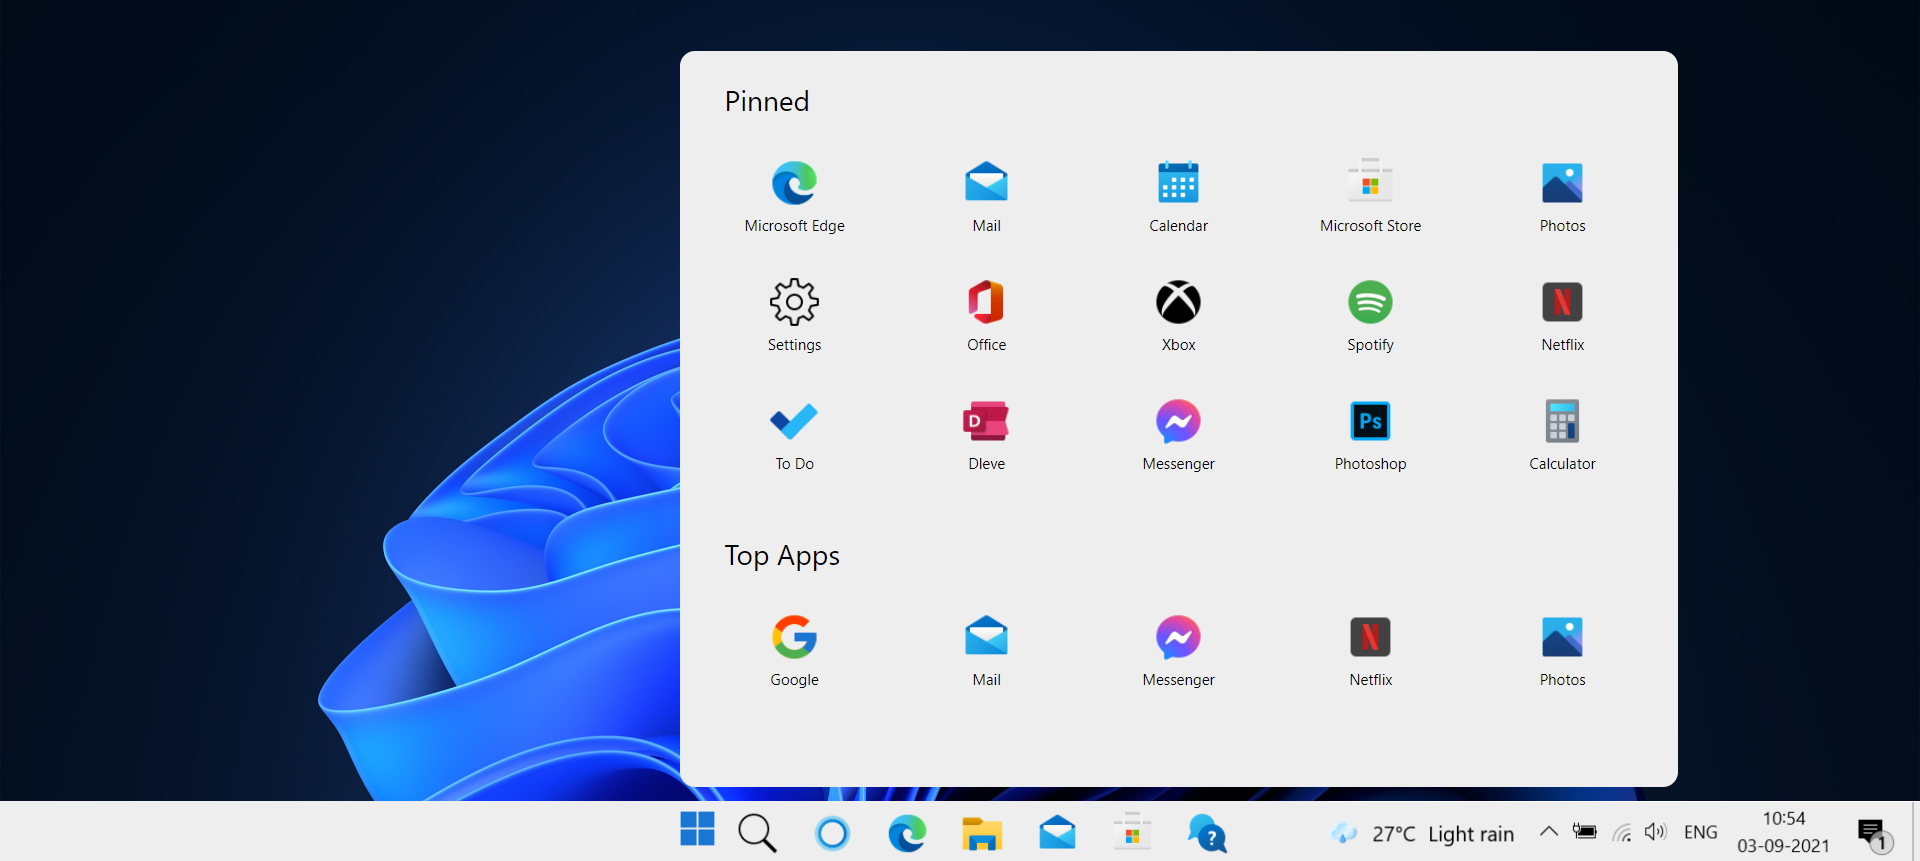 Pinned
Microsoft Edge
Mail
Calendar
Microsoft Store
Photos
Settings
Office
Xbox
Spotify
N
Netflix
To Do
D
Dleve
Messenger
Ps
Photoshop
Calculator
Top Apps
G
Google
Mail
Messenger
N
Netflix
Photos
?
27°C Light rain
ENG
10:54
03-09-2021
1